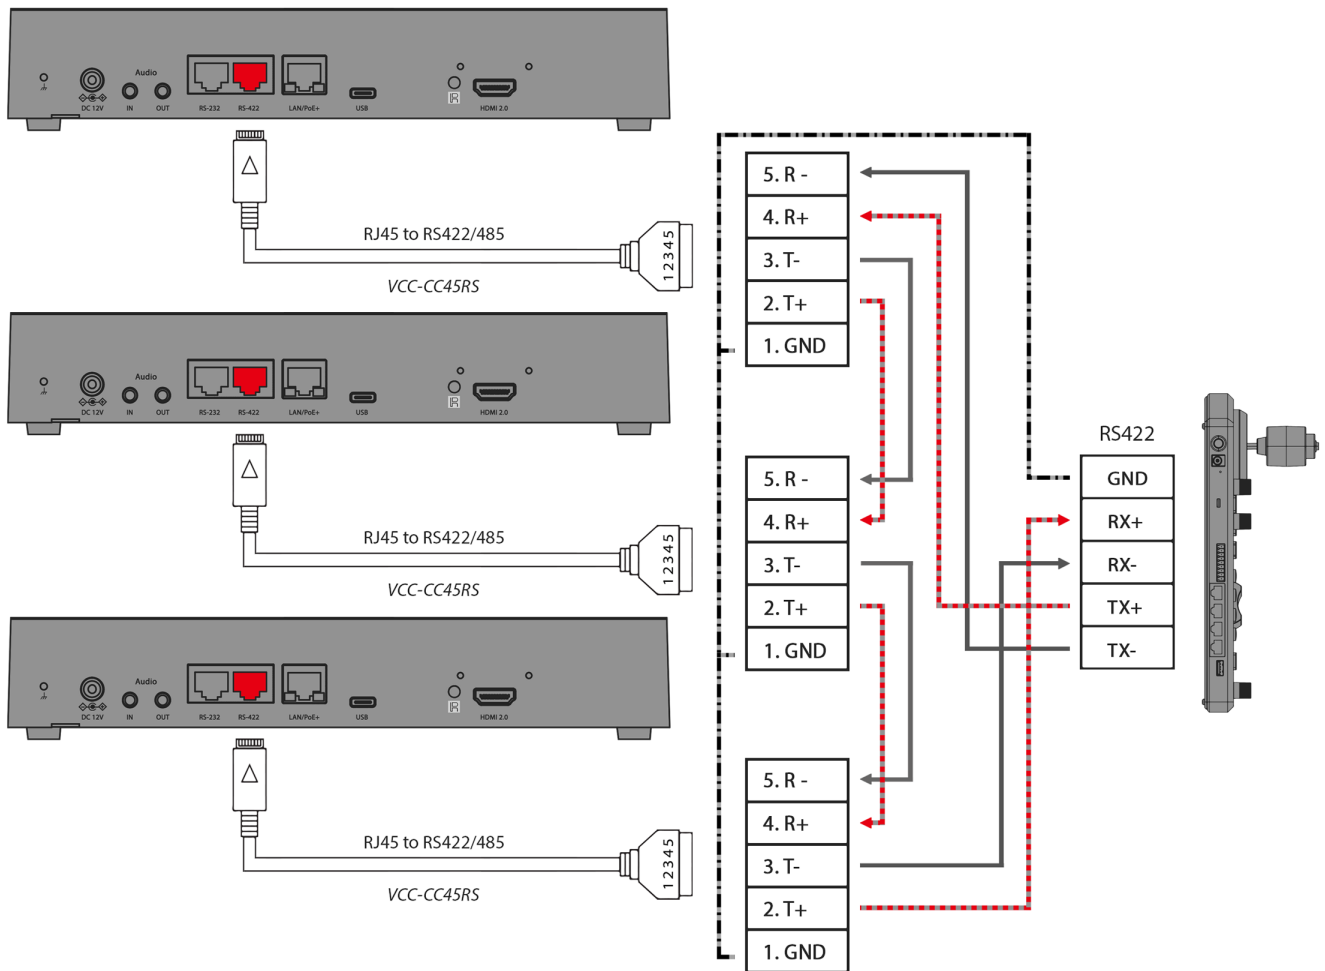 Audio
DC 12V IN OUT RS-232 RS-422 LAN/PoE+ USB IR HDMI 2.0
RJ45 to RS422/485
12345
VCC-CC45RS
5. R -
4. R+
3. T-
2. T+
1. GND
Audio
DC 12V IN OUT RS-232 RS-422 LAN/PoE+ USB IR HDMI 2.0
RJ45 to RS422/485
12345
VCC-CC45RS
5. R -
4. R+
3. T-
2. T+
1. GND
RS422
GND
RX+
RX-
TX+
TX-
Audio
DC 12V IN OUT RS-232 RS-422 LAN/PoE+ USB IR HDMI 2.0
RJ45 to RS422/485
12345
VCC-CC45RS
5. R -
4. R+
3. T-
2. T+
1. GND